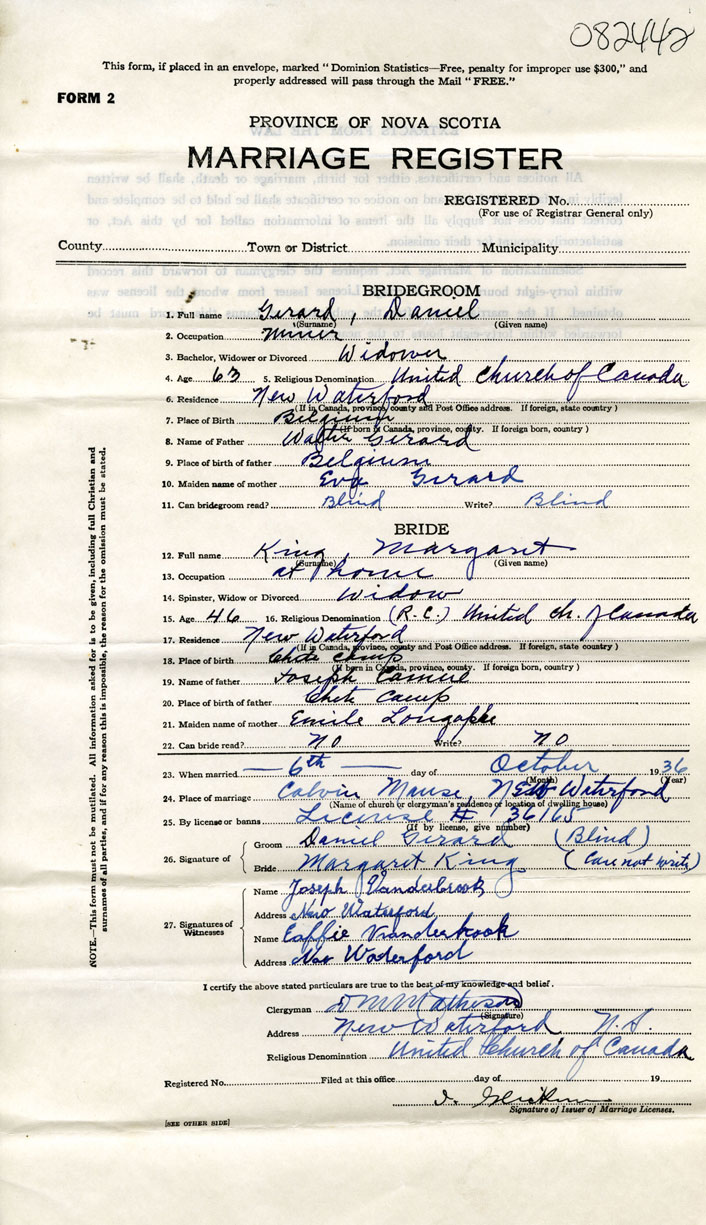 082442
This form, if placed in an envelope, marked "Dominion Statistics—Free, penalty for improper use $300," and
properly addressed will pass through the Mail "FREE."
FORM 2
PROVINCE OF NOVA SCOTIA
MARRIAGE REGISTER
REGISTERED No.
(For use of Registrar General only)
County Town or District Municipality
BRIDEGROOM
1. Full name Girard, Daniel
(Surname) (Given name)
2. Occupation Miner
3. Bachelor, Widower or Divorced Widower
4. Age 63 5. Religious Denomination United Church of Canada
6. Residence New Waterford
(If in Canada, province, county and Post Office address. If foreign, state country)
7. Place of Birth Belgium
(If born in Canada, province, county. If foreign born, country)
8. Name of Father Walter Girard
9. Place of birth of father Belgium
10. Maiden name of mother Eva Girard
11. Can bridegroom read? Blind Write? Blind
BRIDE
12. Full name King, Margaret
(Surname) (Given name)
13. Occupation at home
14. Spinster, Widow or Divorced Widow
15. Age 46 16. Religious Denomination (R.C.) United Ch. of Canada
17. Residence New Waterford
(If in Canada, province, county and Post Office address. If foreign, state country)
18. Place of birth Chete Camp
(If born in Canada, province, county. If foreign born, country)
19. Name of father Joseph
20. Place of birth of father Chete Camp
21. Maiden name of mother Emile
22. Can bride read? No Write? No
23. When married 6th day of October 1936
(Month) (Year)
24. Place of marriage Calvin Manse, New Waterford
(Name of church or clergyman's residence or location of dwelling house)
25. By license or banns License # 36165
(If by license, give number)
26. Signature of
Groom Daniel Girard (Blind)
Bride Margaret King (Can not write)
27. Signatures of Witnesses
Name Joseph Vanderbrook
Address New Waterford
Name Eaffie Vranderhook
Address New Waterford
I certify the above stated particulars are true to the best of my knowledge and belief.
Clergyman D M Matheson
(Signature)
Address New Waterford N.S.
Religious Denomination United Church of Canada
Registered No. Filed at this office day of 19
Signature of Issuer of Marriage Licenses.
[SEE OTHER SIDE]
NOTE.—This form must not be mutilated. All information asked for is to be given, including full Christian and
surnames of all parties, and if for any reason this is impossible, the reason for the omission must be stated.